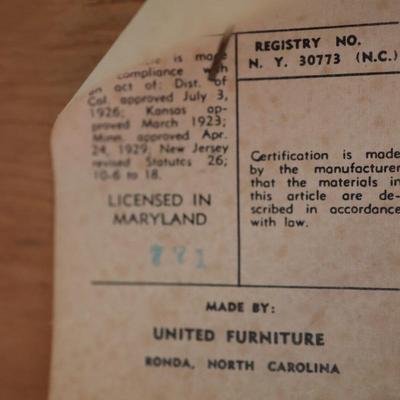 is made
compliance with
an act of: Dist. of
Col. approved July 3,
1926; Kansas ap-
proved March 1923;
Minn. approved Apr.
24, 1929; New Jersey
revised Statutes 26;
10-6 to 18.
LICENSED IN
MARYLAND
771
REGISTRY NO.
N. Y. 30773 (N.C.)
Certification is made
by the manufacturer
that the materials in
this article are de-
scribed in accordance
with law.
MADE BY:
UNITED FURNITURE
RONDA, NORTH CAROLINA